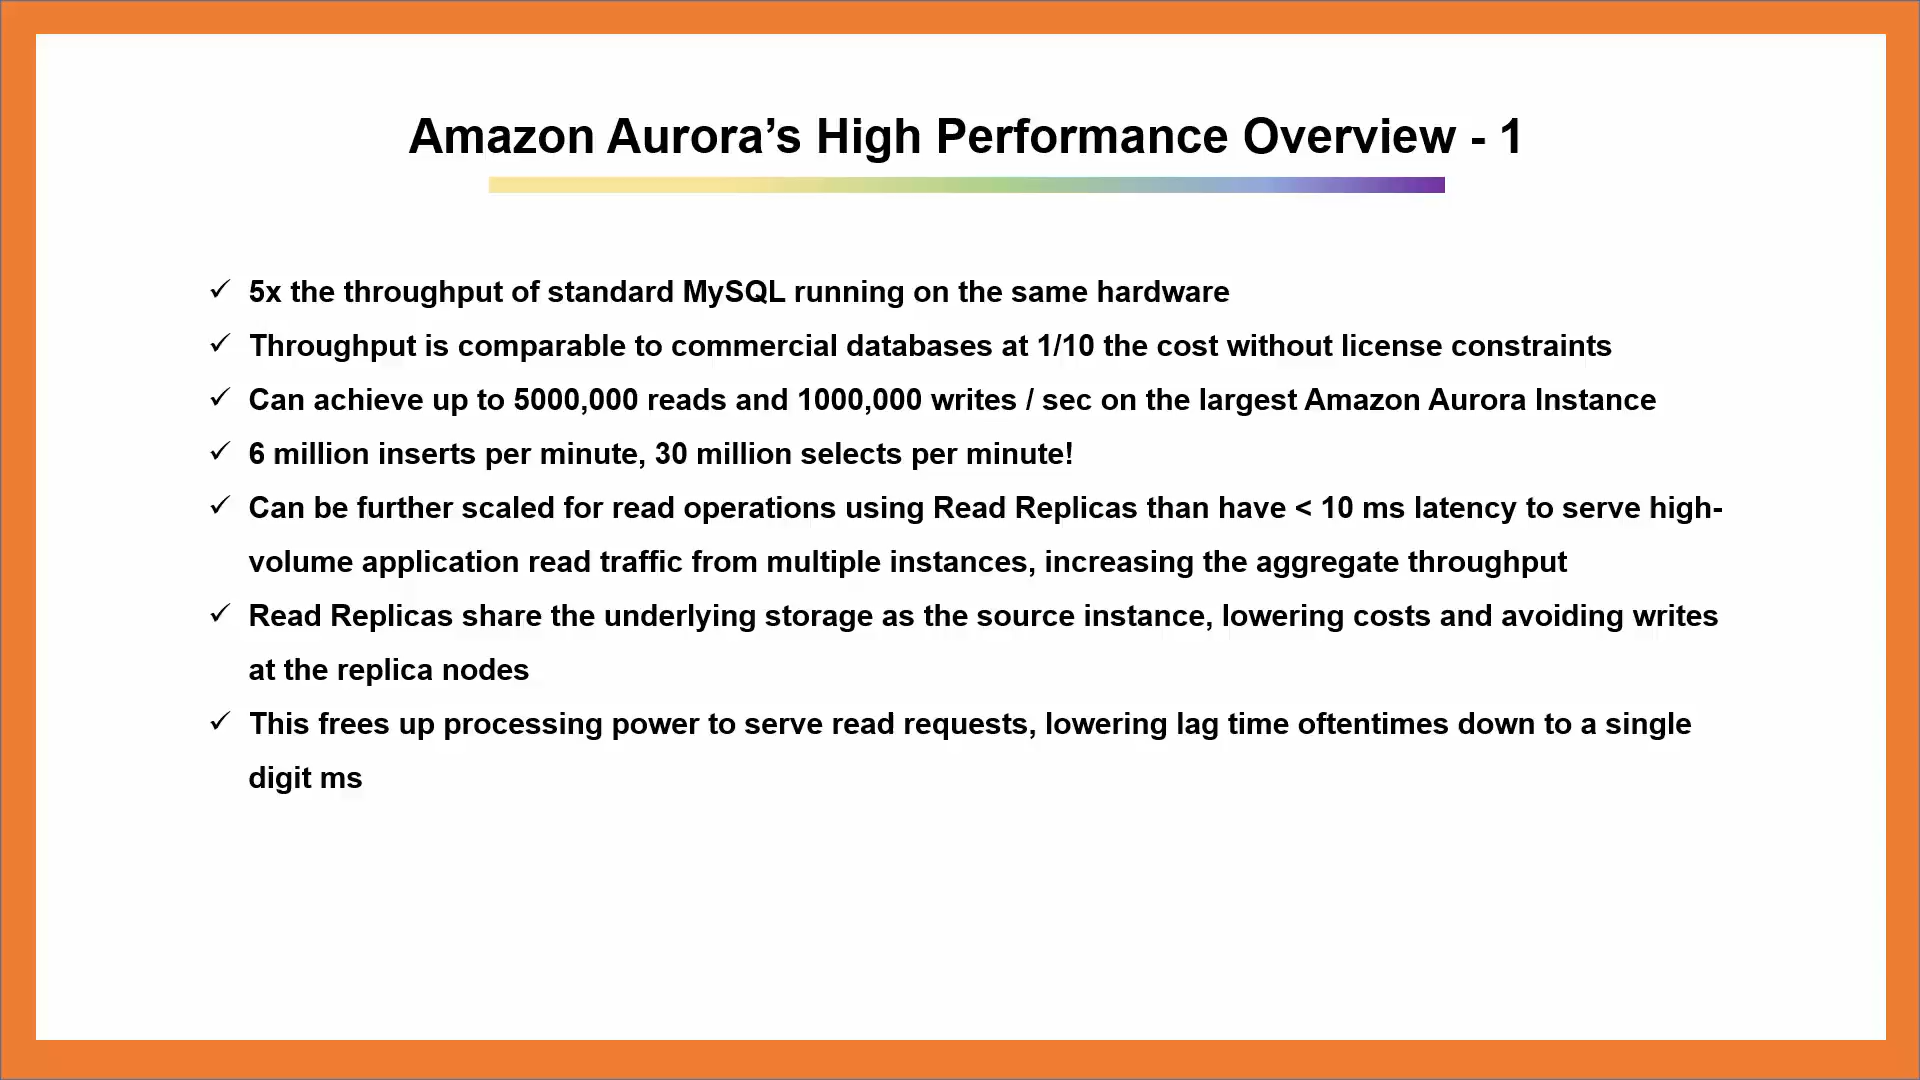 Amazon Aurora’s High Performance Overview - 1
✓ 5x the throughput of standard MySQL running on the same hardware
✓ Throughput is comparable to commercial databases at 1/10 the cost without license constraints
✓ Can achieve up to 5000,000 reads and 1000,000 writes / sec on the largest Amazon Aurora Instance
✓ 6 million inserts per minute, 30 million selects per minute!
✓ Can be further scaled for read operations using Read Replicas than have < 10 ms latency to serve high-
volume application read traffic from multiple instances, increasing the aggregate throughput
✓ Read Replicas share the underlying storage as the source instance, lowering costs and avoiding writes
at the replica nodes
✓ This frees up processing power to serve read requests, lowering lag time oftentimes down to a single
digit ms